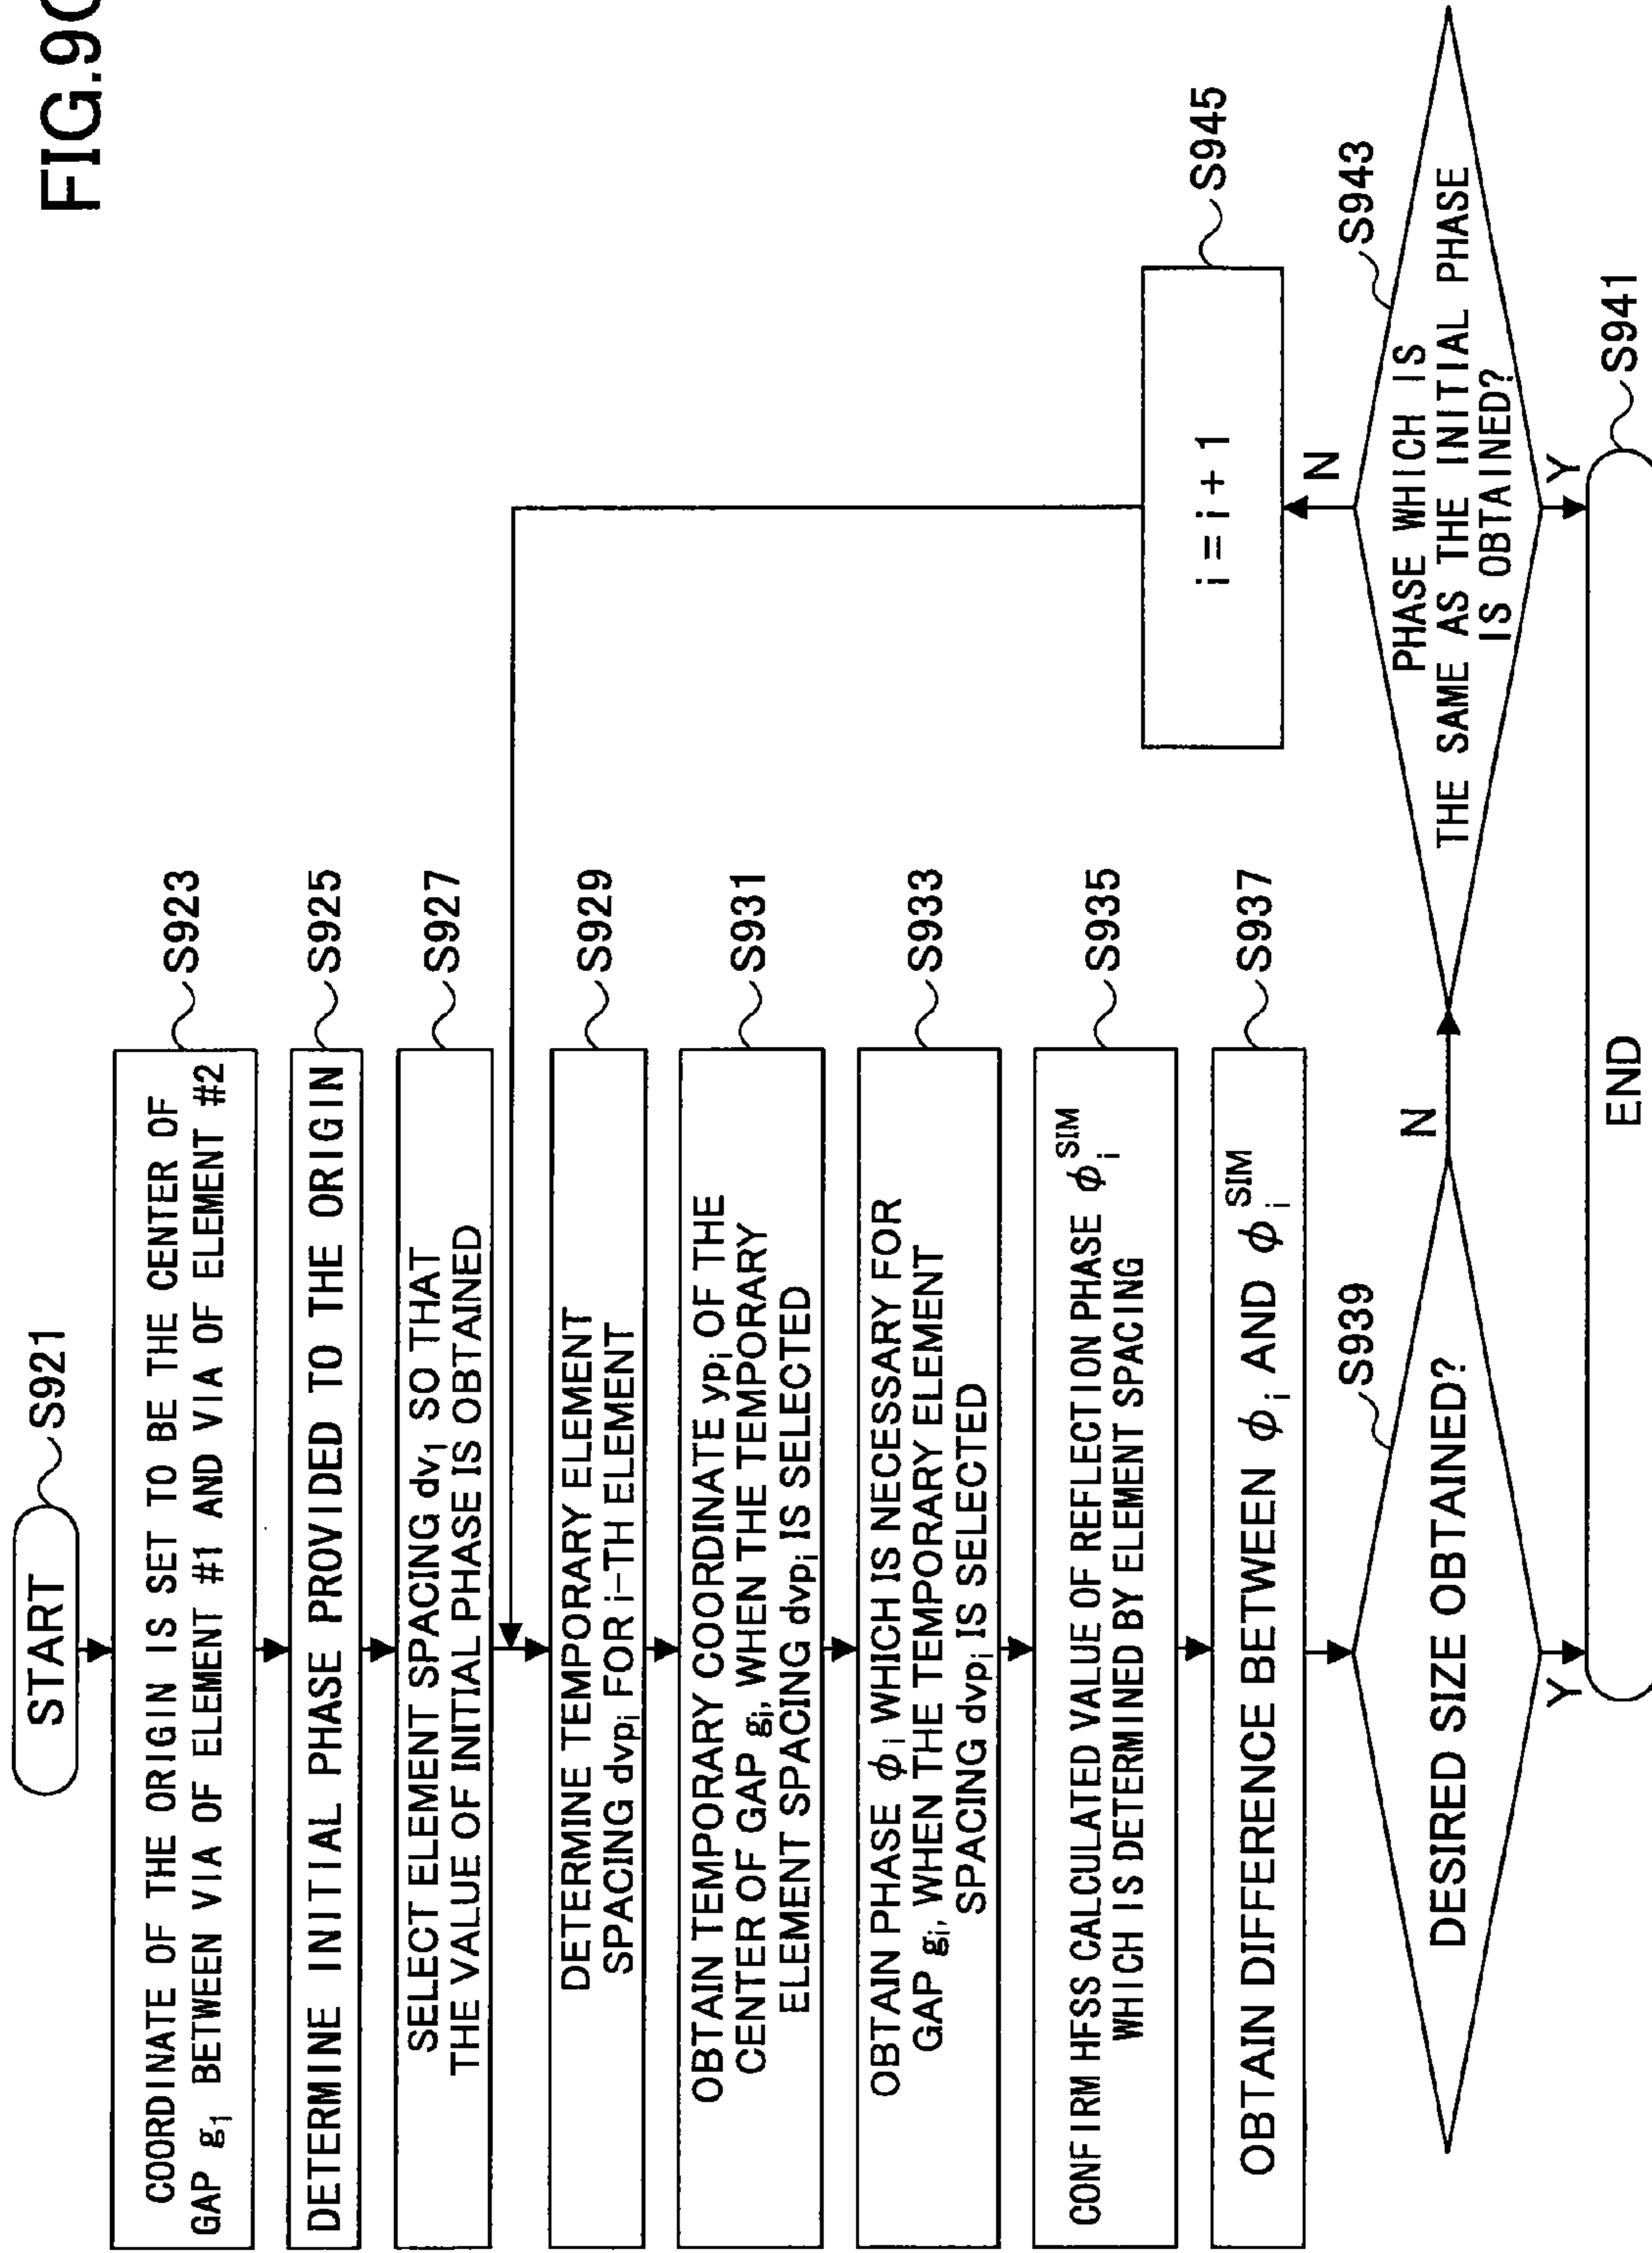 FIG.9C
START
S921
COORDINATE OF THE ORIGIN IS SET TO BE THE CENTER OF
GAP g₁ BETWEEN VIA OF ELEMENT #1 AND VIA OF ELEMENT #2
S923
DETERMINE INITIAL PHASE PROVIDED TO THE ORIGIN
S925
SELECT ELEMENT SPACING dv₁ SO THAT
THE VALUE OF INITIAL PHASE IS OBTAINED
S927
DETERMINE TEMPORARY ELEMENT
SPACING dvpᵢ FOR i-TH ELEMENT
S929
OBTAIN TEMPORARY COORDINATE ypᵢ OF THE
CENTER OF GAP gᵢ, WHEN THE TEMPORARY
ELEMENT SPACING dvpᵢ IS SELECTED
S931
OBTAIN PHASE ϕᵢ WHICH IS NECESSARY FOR
GAP gᵢ, WHEN THE TEMPORARY ELEMENT
SPACING dvpᵢ IS SELECTED
S933
CONFIRM HFSS CALCULATED VALUE OF REFLECTION PHASE ϕᵢ^SIM
WHICH IS DETERMINED BY ELEMENT SPACING
S935
OBTAIN DIFFERENCE BETWEEN ϕᵢ AND ϕᵢ^SIM
S937
DESIRED SIZE OBTAINED?
S939
N
Y
PHASE WHICH IS
THE SAME AS THE INITIAL PHASE
IS OBTAINED?
S943
N
Y
i = i + 1
S945
END
S941